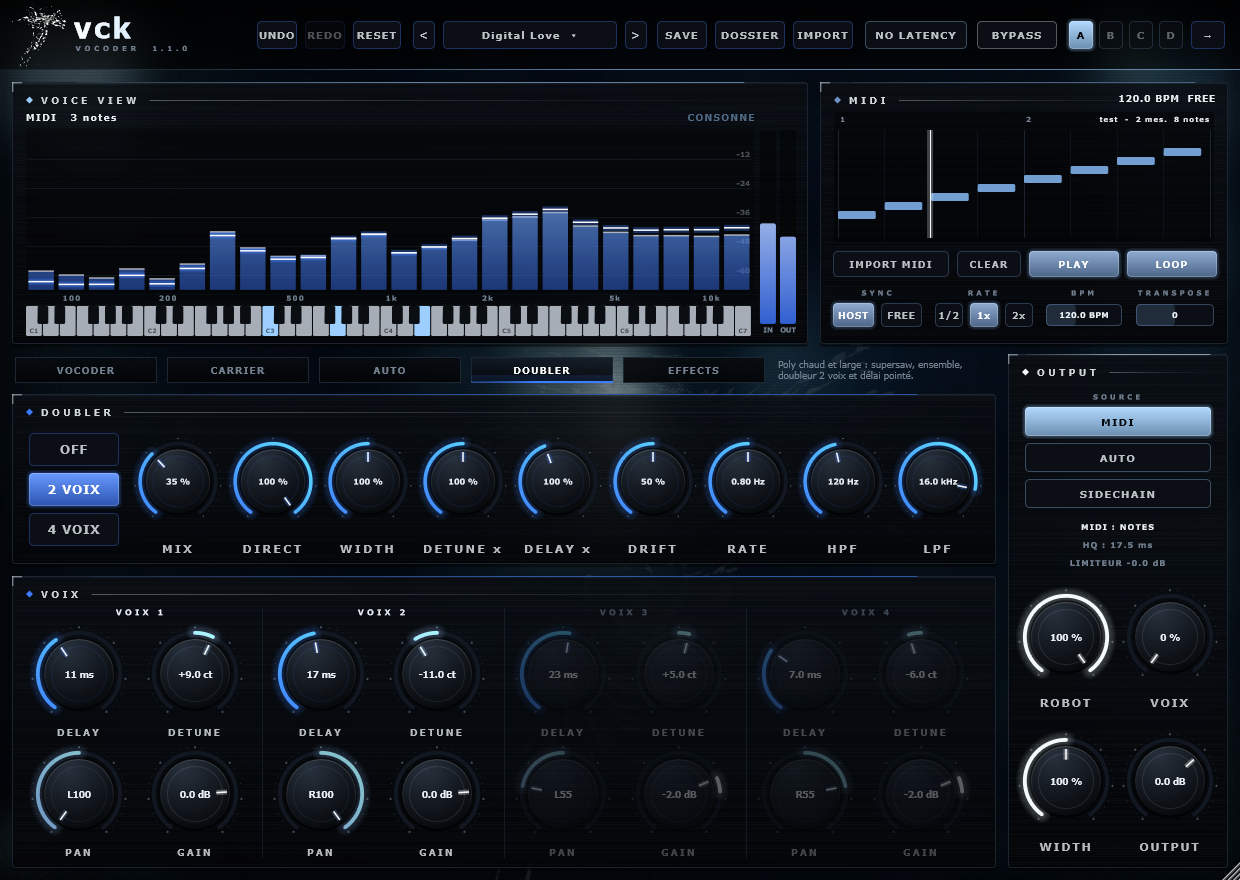 vck
VOCODER 1.1.0
UNDO REDO RESET < Digital Love > SAVE DOSSIER IMPORT NO LATENCY BYPASS A B C D →
VOICE VIEW
MIDI 3 notes CONSONNE
-12
-24
-36
-48
-60
100 200 500 1k 2k 5k 10k
C1 C2 C3 C4 C5 C6 C7 IN OUT
MIDI 120.0 BPM FREE
1 2 test - 2 mes. 8 notes
IMPORT MIDI CLEAR PLAY LOOP
SYNC RATE BPM TRANSPOSE
HOST FREE 1/2 1x 2x 120.0 BPM 0
VOCODER CARRIER AUTO DOUBLER EFFECTS
Poly chaud et large : supersaw, ensemble,
doubleur 2 voix et délai pointé.
DOUBLER
OFF
2 VOIX
4 VOIX
35 % 100 % 100 % 100 % 100 % 50 % 0.80 Hz 120 Hz 16.0 kHz
MIX DIRECT WIDTH DETUNE x DELAY x DRIFT RATE HPF LPF
VOIX
VOIX 1 VOIX 2 VOIX 3 VOIX 4
11 ms +9.0 ct 17 ms -11.0 ct 23 ms +5.0 ct 7.0 ms -6.0 ct
DELAY DETUNE DELAY DETUNE DELAY DETUNE DELAY DETUNE
L100 0.0 dB R100 0.0 dB L55 -2.0 dB R55 -2.0 dB
PAN GAIN PAN GAIN PAN GAIN PAN GAIN
OUTPUT
SOURCE
MIDI
AUTO
SIDECHAIN
MIDI : NOTES
HQ : 17.5 ms
LIMITEUR -0.0 dB
100 % 0 %
ROBOT VOIX
100 % 0.0 dB
WIDTH OUTPUT